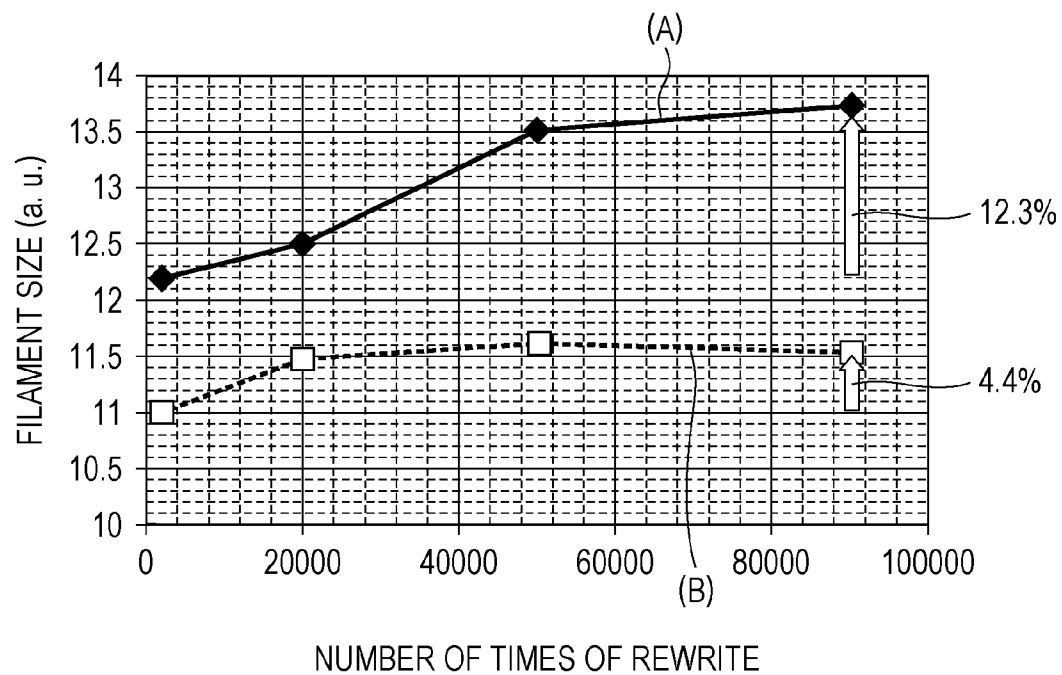 (A)
14
13.5
13
12.5
12
11.5
11
10.5
10
FILAMENT SIZE (a. u.)
12.3%
4.4%
0 20000 40000 60000 80000 100000
(B)
NUMBER OF TIMES OF REWRITE